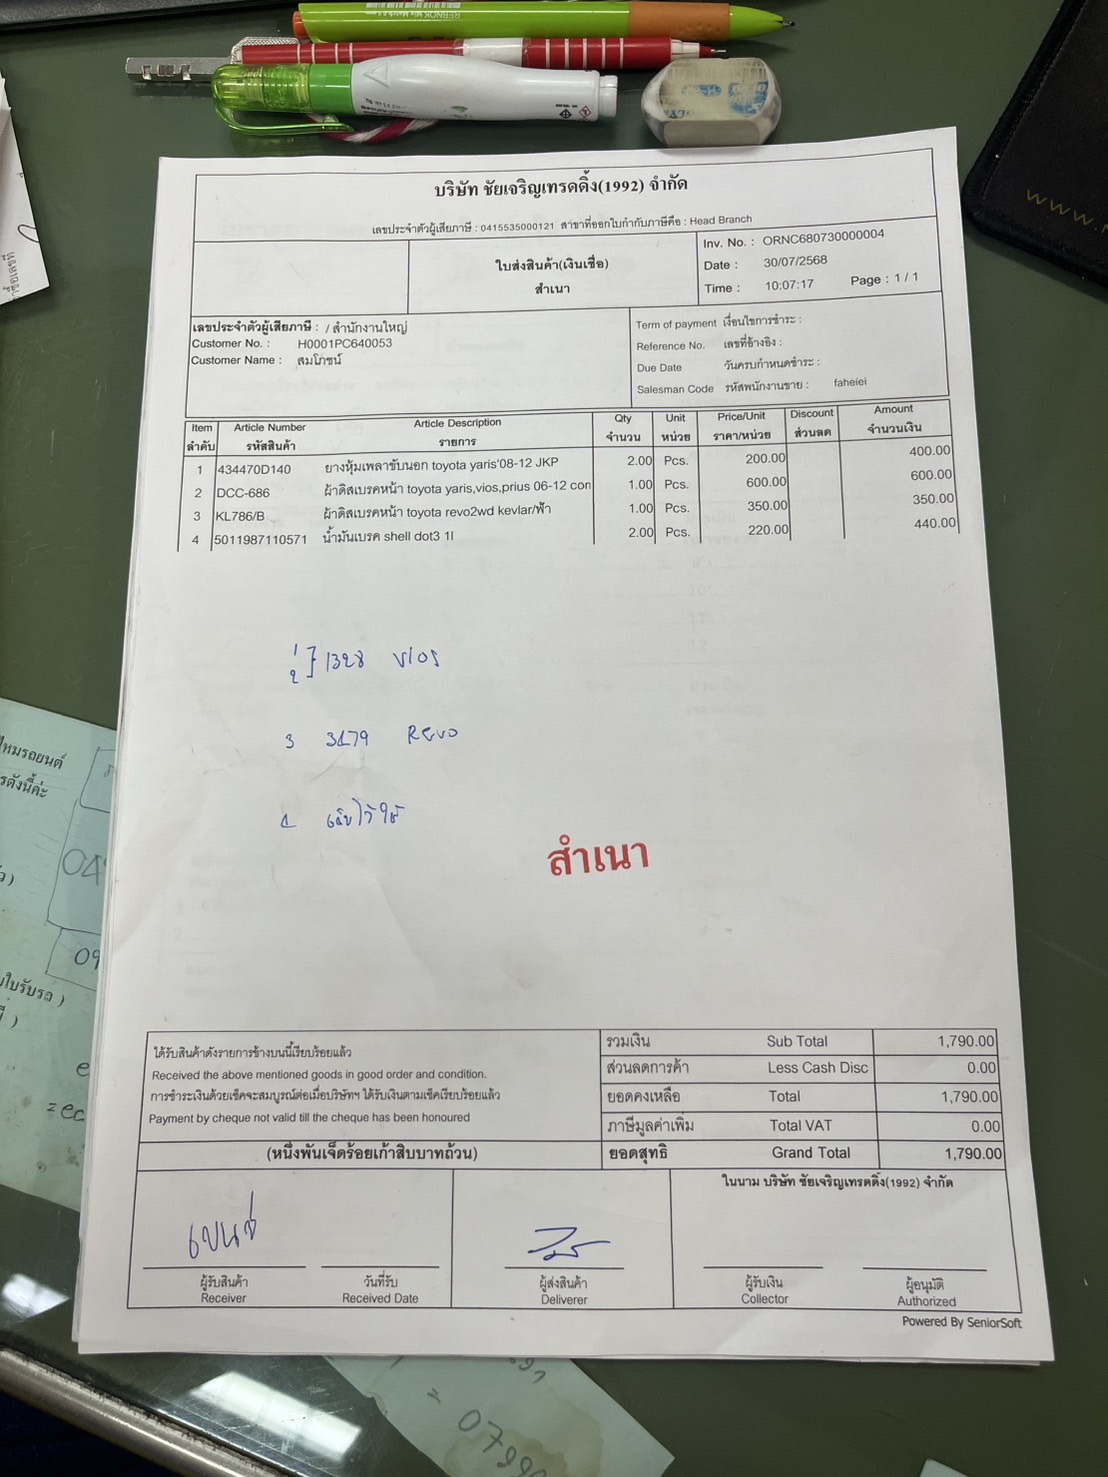 บริษัท ชัยเจริญเทรดดิ้ง(1992) จำกัด
เลขประจำตัวผู้เสียภาษี : 0415535000121 สาขาที่ออกใบกำกับภาษีคือ : Head Branch
ใบส่งสินค้า(เงินเชื่อ)
สำเนา
Inv. No. : ORNC680730000004
Date : 30/07/2568
Time : 10:07:17 Page : 1 / 1
เลขประจำตัวผู้เสียภาษี : / สำนักงานใหญ่
Customer No. : H0001PC640053
Customer Name : สมโภชน์
Term of payment เงื่อนไขการชำระ :
Reference No. เลขที่อ้างอิง :
Due Date วันครบกำหนดชำระ :
Salesman Code รหัสพนักงานขาย : faheiei
Item Article Number Article Description Qty Unit Price/Unit Discount Amount
ลำดับ รหัสสินค้า รายการ จำนวน หน่วย ราคา/หน่วย ส่วนลด จำนวนเงิน
1 434470D140 ยางหุ้มเพลาขับนอก toyota yaris'08-12 JKP 2.00 Pcs. 200.00 400.00
2 DCC-686 ผ้าดิสเบรคหน้า toyota yaris,vios,prius 06-12 con 1.00 Pcs. 600.00 600.00
3 KL786/B ผ้าดิสเบรคหน้า toyota revo2wd kevlar/ฟ้า 1.00 Pcs. 350.00 350.00
4 5011987110571 น้ำมันเบรค shell dot3 1l 2.00 Pcs. 220.00 440.00
1
2 } 1328 vios
3 3479 Revo
4 เก็บไว้ใช้
สำเนา
ได้รับสินค้าดังรายการข้างบนนี้เรียบร้อยแล้ว
Received the above mentioned goods in good order and condition.
การชำระเงินด้วยเช็คจะสมบูรณ์ต่อเมื่อบริษัทฯ ได้รับเงินตามเช็คเรียบร้อยแล้ว
Payment by cheque not valid till the cheque has been honoured
(หนึ่งพันเจ็ดร้อยเก้าสิบบาทถ้วน)
รวมเงิน Sub Total 1,790.00
ส่วนลดการค้า Less Cash Disc 0.00
ยอดคงเหลือ Total 1,790.00
ภาษีมูลค่าเพิ่ม Total VAT 0.00
ยอดสุทธิ Grand Total 1,790.00
ในนาม บริษัท ชัยเจริญเทรดดิ้ง(1992) จำกัด
ผู้รับสินค้า วันที่รับ ผู้ส่งสินค้า ผู้รับเงิน ผู้อนุมัติ
Receiver Received Date Deliverer Collector Authorized
Powered By SeniorSoft